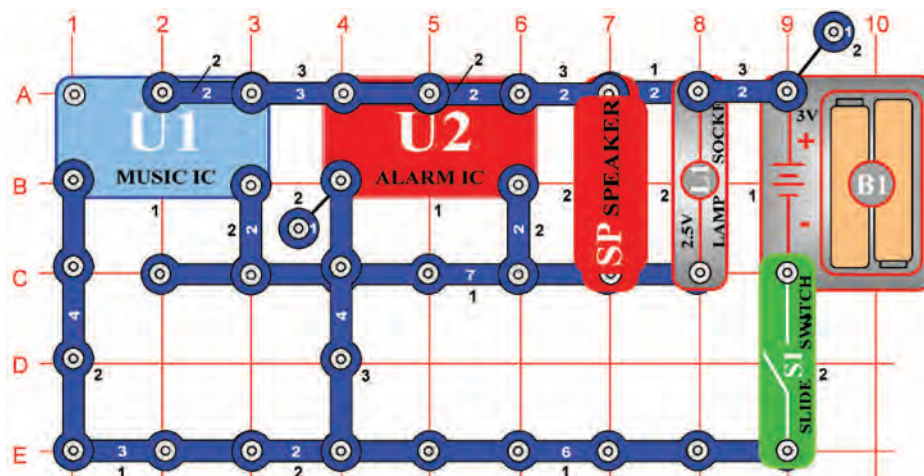 1 2 3 4 5 6 7 8 9 10
1
2
2 3 2 3 1 3
A
2 3 2 2 2 2
3V
U1
U2
MUSIC IC
ALARM IC
SP SPEAKER
L1
2.5V
LAMP SOCKE
+
-
B1
B
2
1
1
2
2
1
2 2
1
2 2
C
7
1
4
4
SLIDE SWITCH
S1
D
2
3
2
E
3 2 6
1 2 1